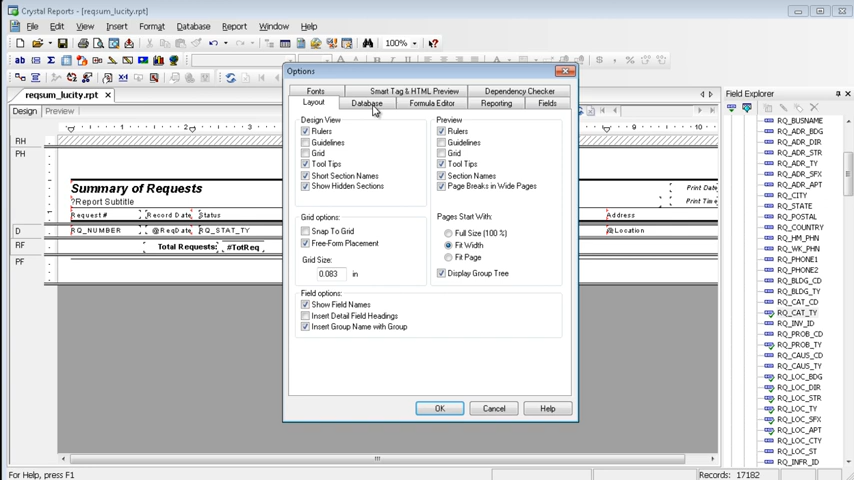 Crystal Reports - [reqsum_lucity.rpt]
File Edit View Insert Format Database Report Window Help
100%
reqsum_lucity.rpt
Design Preview
1 2 3
9 10
RH
PH
Summary of Requests
Print Date
?Report Subtitle
Print Time
Request # Record Date Status
Address
D
RQ_NUMBER @ReqDate RQ_STAT_TY
@Location
RF
Total Requests: #TotReq
PF
Options
Fonts Smart Tag & HTML Preview Dependency Checker
Layout Database Formula Editor Reporting Fields
Design View
Rulers
Guidelines
Grid
Tool Tips
Short Section Names
Show Hidden Sections
Preview
Rulers
Guidelines
Grid
Tool Tips
Section Names
Page Breaks in Wide Pages
Grid options:
Snap To Grid
Free-Form Placement
Grid Size:
0.083 in
Pages Start With:
Full Size (100 %)
Fit Width
Fit Page
Display Group Tree
Field options:
Show Field Names
Insert Detail Field Headings
Insert Group Name with Group
OK Cancel Help
Field Explorer
RQ_BUSNAME
RQ_ADR_BDG
RQ_ADR_DIR
RQ_ADR_STR
RQ_ADR_TY
RQ_ADR_SFX
RQ_ADR_APT
RQ_CITY
RQ_STATE
RQ_POSTAL
RQ_COUNTRY
RQ_HM_PHN
RQ_WK_PHN
RQ_PHONE1
RQ_PHONE2
RQ_BLDG_CD
RQ_BLDG_TY
RQ_CAT_CD
RQ_CAT_TY
RQ_INV_ID
RQ_PROB_CD
RQ_PROB_TY
RQ_CAUS_CD
RQ_CAUS_TY
RQ_LOC_BDG
RQ_LOC_DIR
RQ_LOC_STR
RQ_LOC_TY
RQ_LOC_SFX
RQ_LOC_APT
RQ_LOC_CTY
RQ_LOC_ST
RQ_INFR_ID
For Help, press F1
Records: 17182